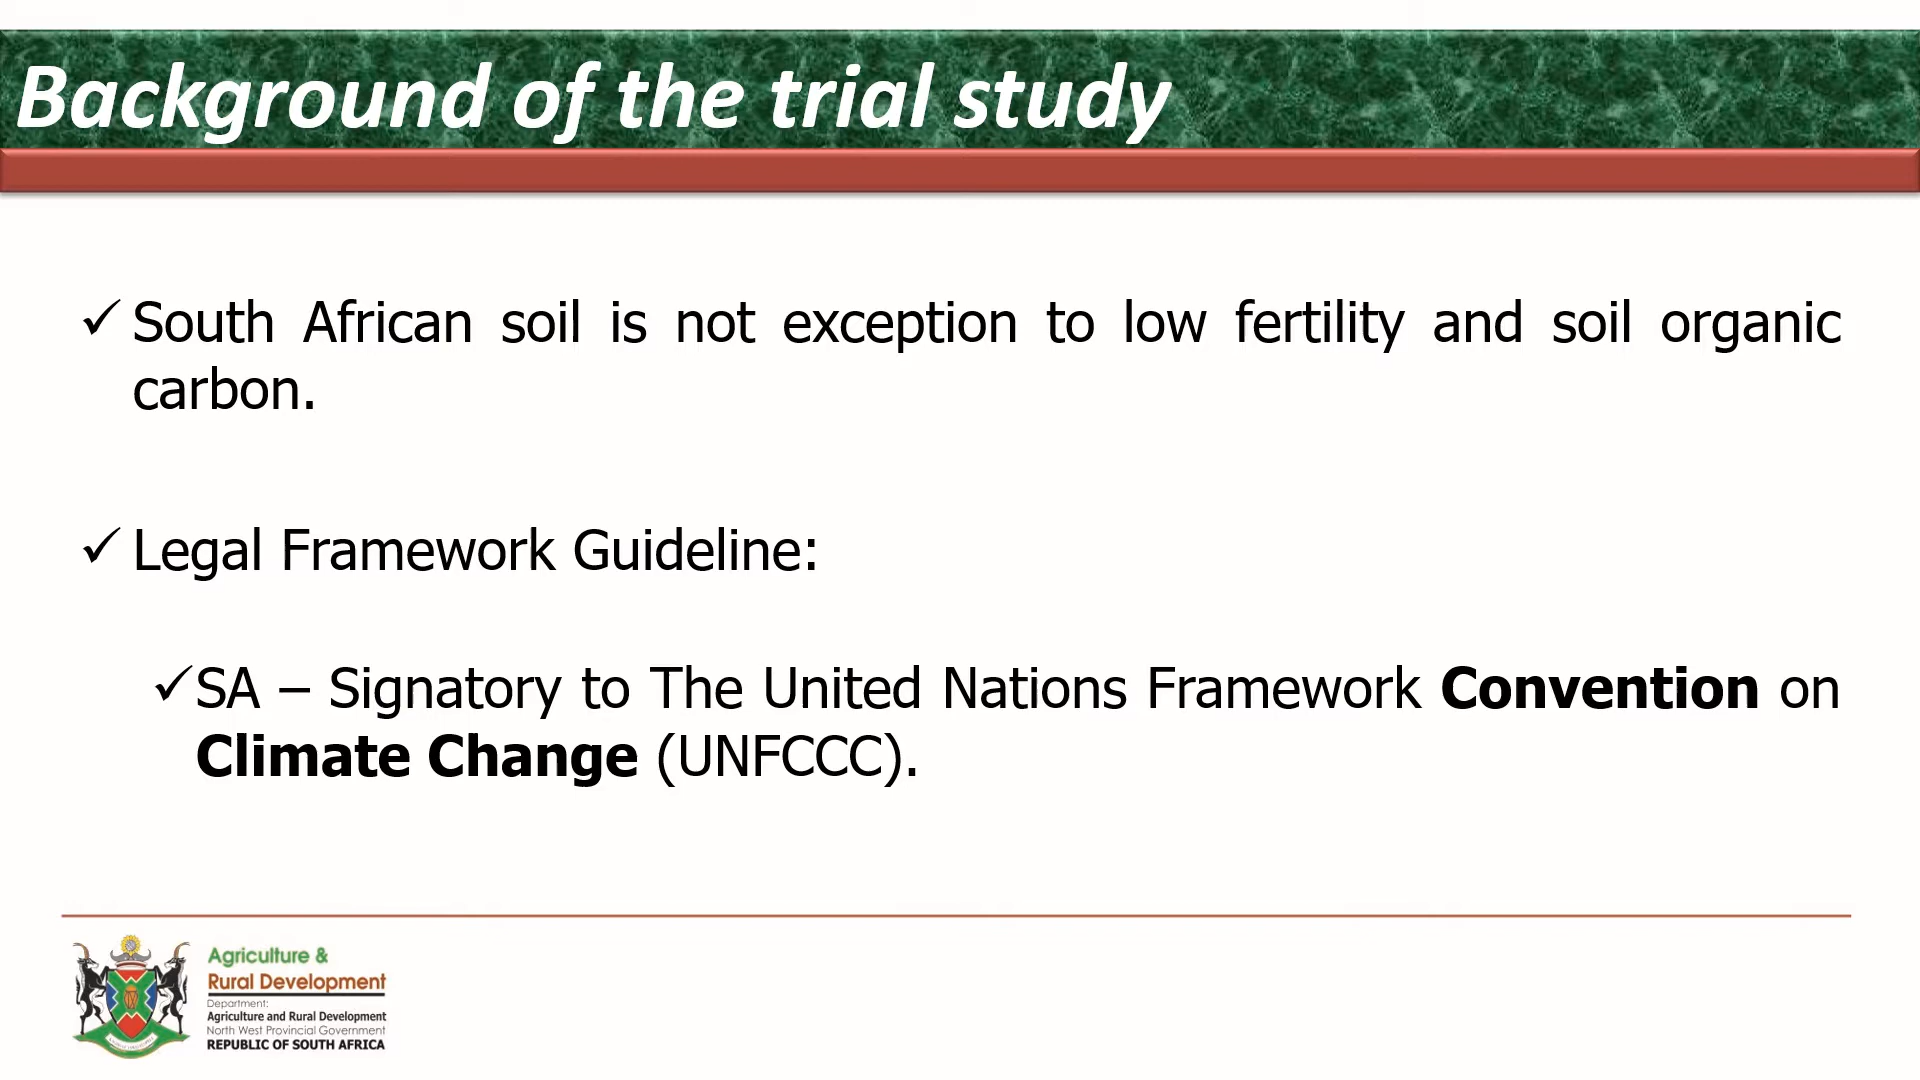 Background of the trial study
✓ South African soil is not exception to low fertility and soil organic
carbon.
✓ Legal Framework Guideline:
✓SA – Signatory to The United Nations Framework Convention on
Climate Change (UNFCCC).
Agriculture &
Rural Development
Department:
Agriculture and Rural Development
North West Provincial Government
REPUBLIC OF SOUTH AFRICA